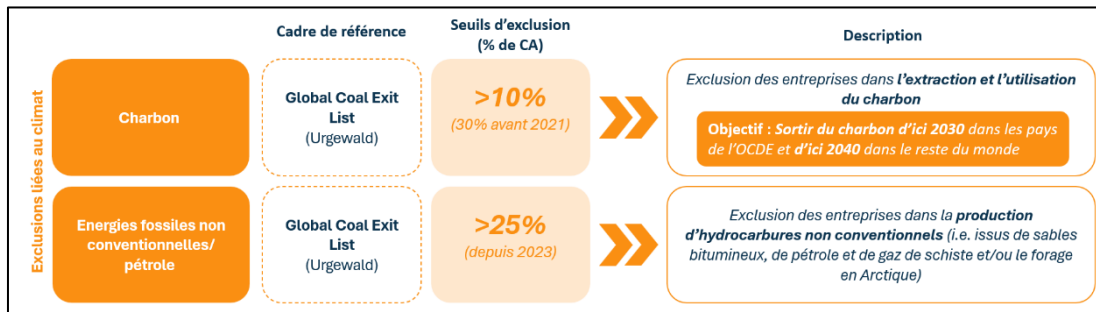 Cadre de référence
Seuils d’exclusion
(% de CA)
Description
Exclusions liées au climat
Charbon
Global Coal Exit
List
(Urgewald)
>10%
(30% avant 2021)
Exclusion des entreprises dans l’extraction et l’utilisation
du charbon
Objectif : Sortir du charbon d’ici 2030 dans les pays
de l’OCDE et d’ici 2040 dans le reste du monde
Energies fossiles non
conventionnelles/
pétrole
Global Coal Exit
List
(Urgewald)
>25%
(depuis 2023)
Exclusion des entreprises dans la production
d’hydrocarbures non conventionnels (i.e. issus de sables
bitumineux, de pétrole et de gaz de schiste et/ou le forage
en Arctique)